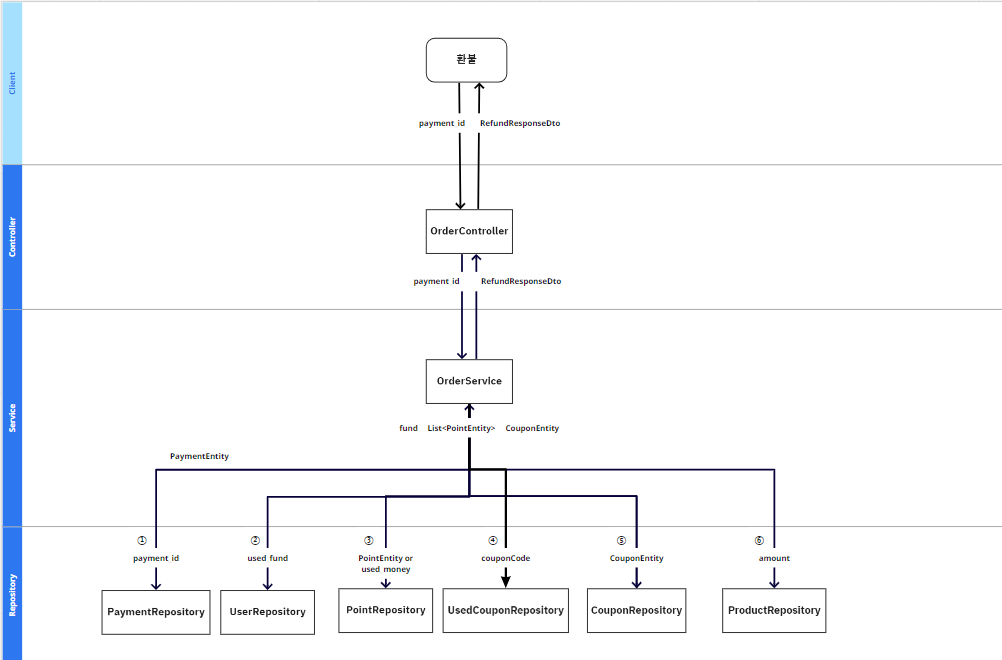 Client
환불
payment id
RefundResponseDto
Controller
OrderController
payment id
RefundResponseDto
Service
OrderService
fund
List<PointEntity>
CouponEntity
PaymentEntity
Repository
①
②
③
④
⑤
⑥
payment id
used fund
PointEntity or
used money
couponCode
CouponEntity
amount
PaymentRepository
UserRepository
PointRepository
UsedCouponRepository
CouponRepository
ProductRepository